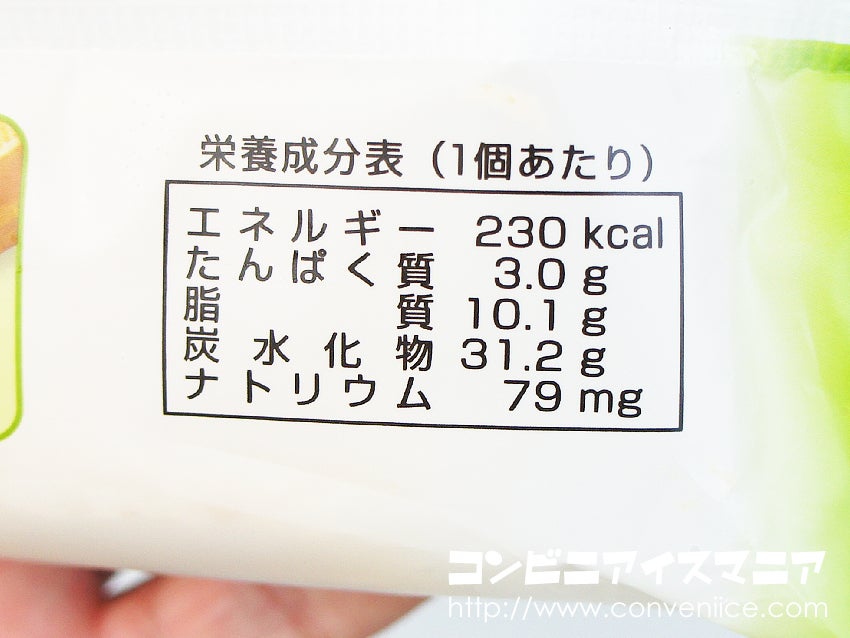 栄養成分表（1個あたり）
エネルギー 230 kcal
たんぱく質 3.0 g
脂質 10.1 g
炭水化物 31.2 g
ナトリウム 79 mg
コンビニアイスマニア
http://www.conveniice.com/